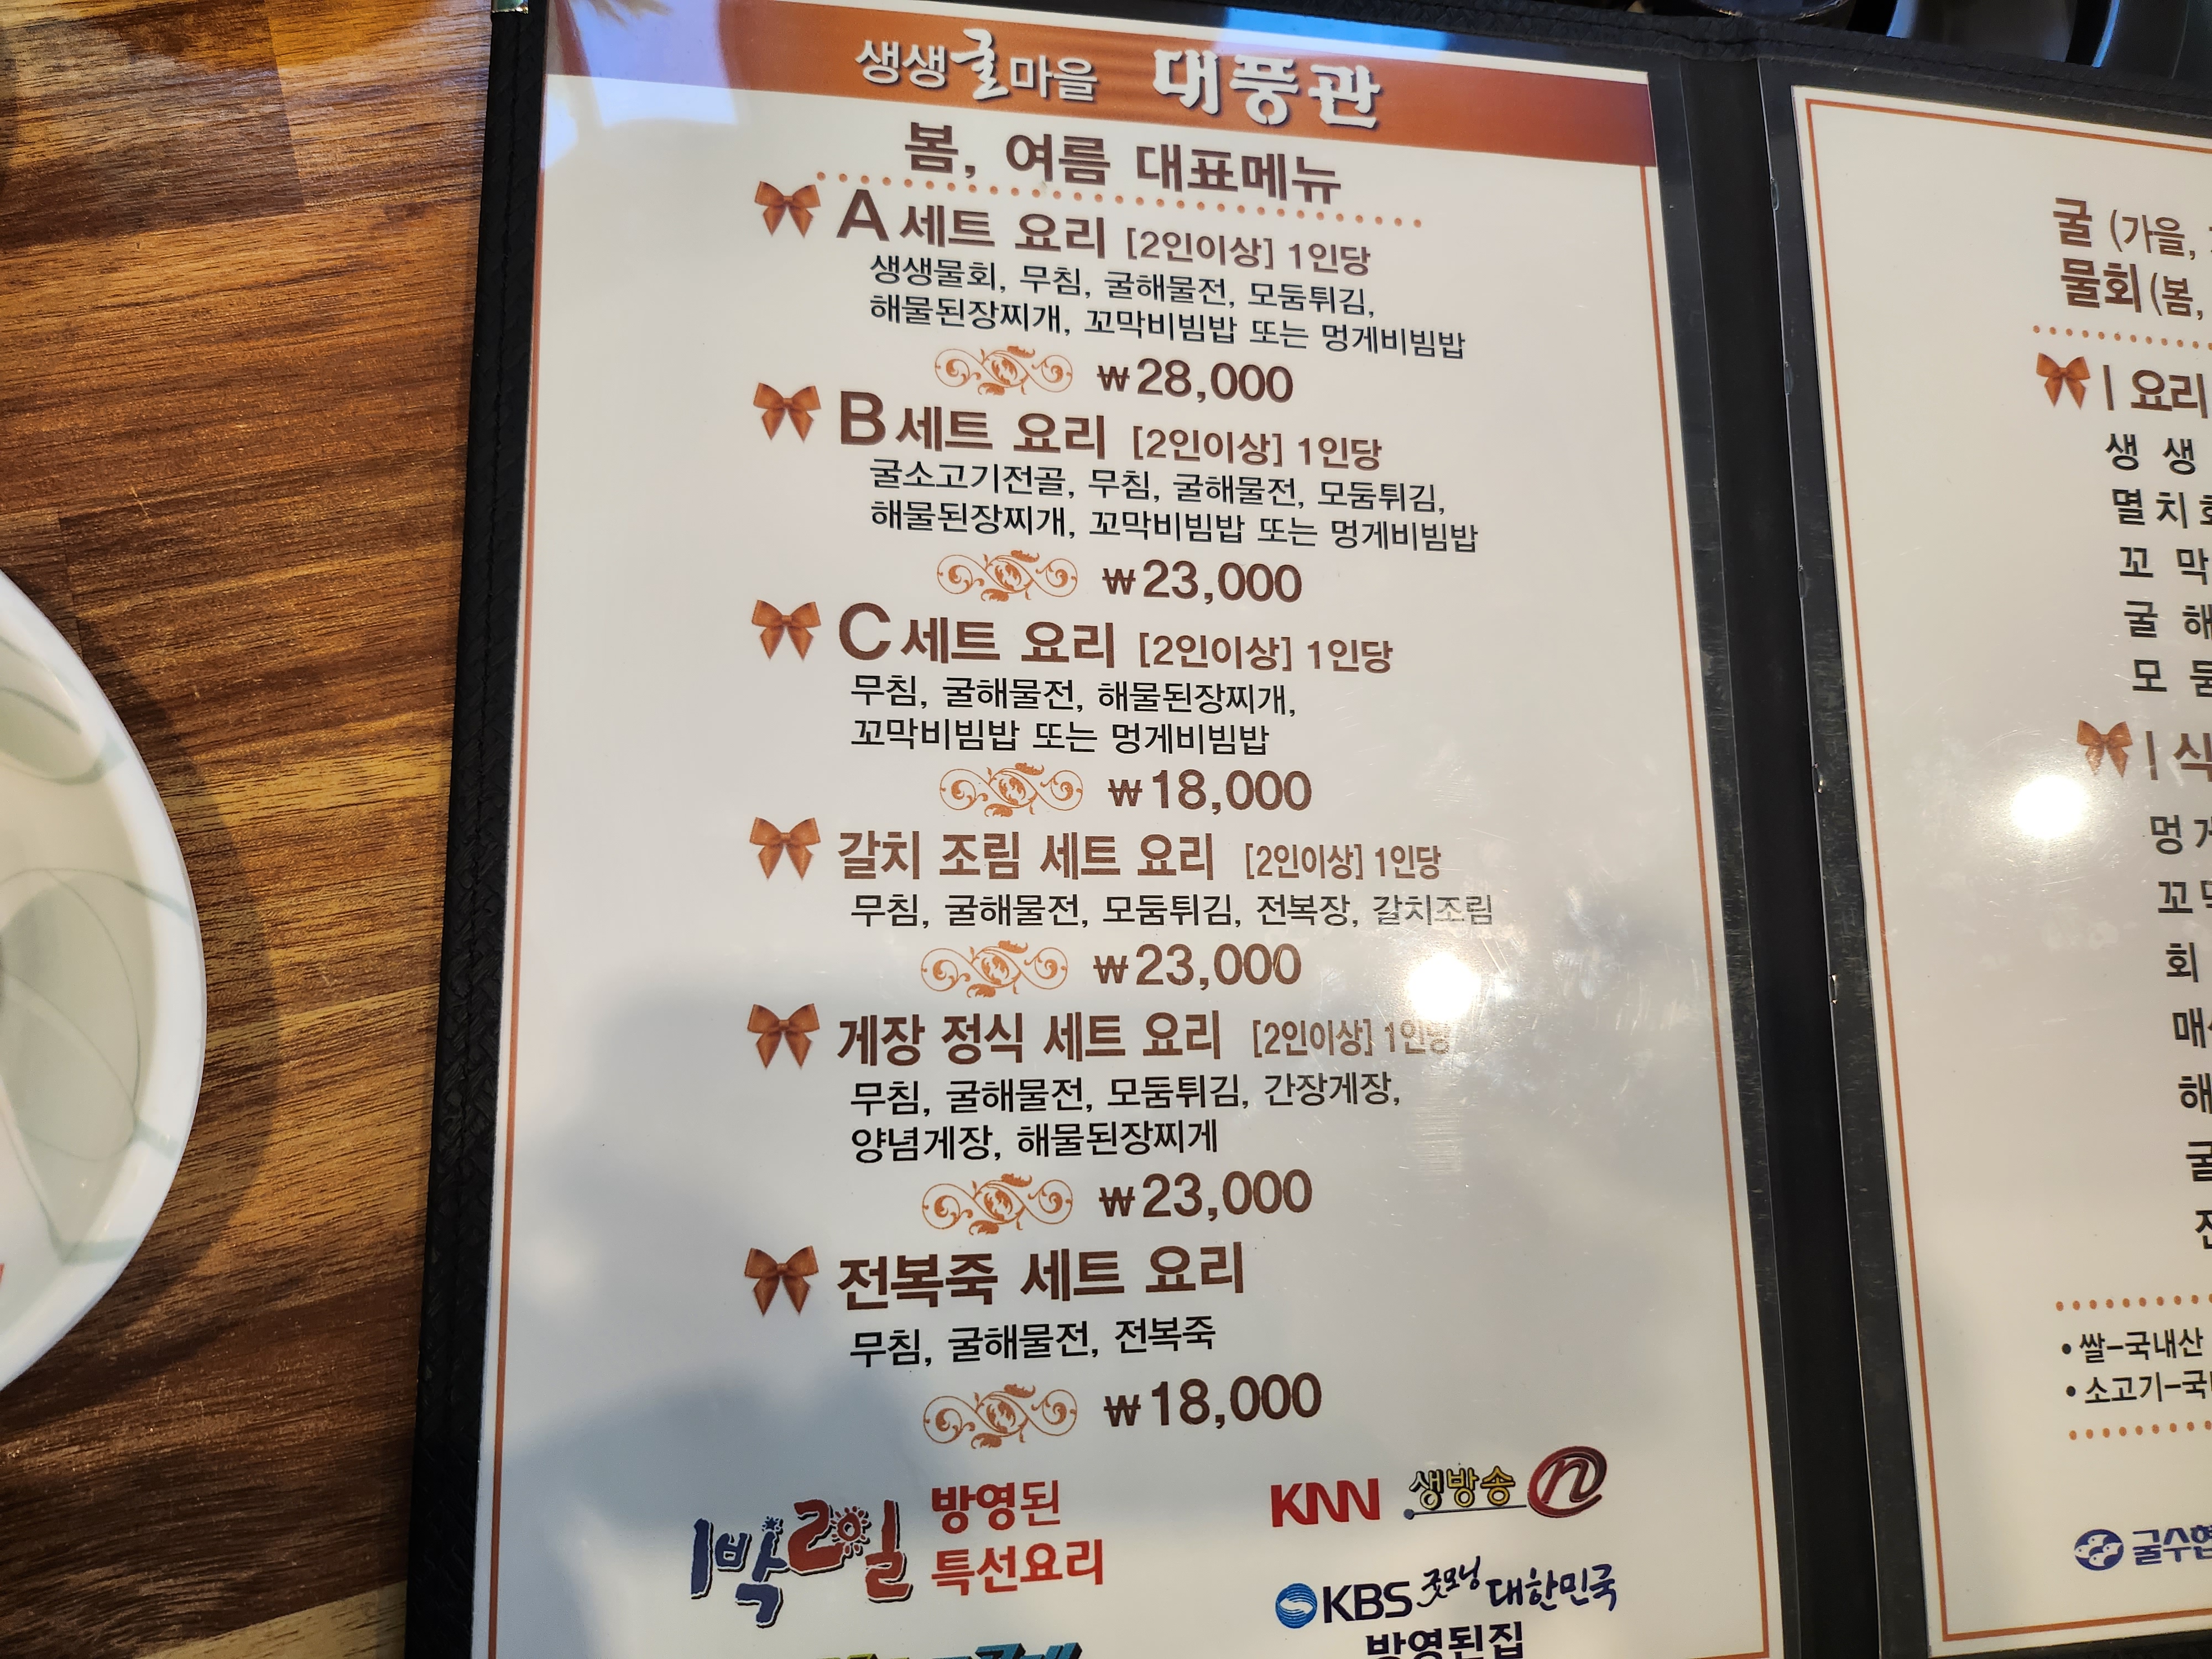 생생굴마을 대풍관
봄, 여름 대표메뉴
A세트 요리 [2인이상] 1인당
생생물회, 무침, 굴해물전, 모둠튀김,
해물된장찌개, 꼬막비빔밥 또는 멍게비빔밥
₩28,000
B세트 요리 [2인이상] 1인당
굴소고기전골, 무침, 굴해물전, 모둠튀김,
해물된장찌개, 꼬막비빔밥 또는 멍게비빔밥
₩23,000
C세트 요리 [2인이상] 1인당
무침, 굴해물전, 해물된장찌개,
꼬막비빔밥 또는 멍게비빔밥
₩18,000
갈치 조림 세트 요리 [2인이상] 1인당
무침, 굴해물전, 모둠튀김, 전복장, 갈치조림
₩23,000
게장 정식 세트 요리 [2인이상] 1인당
무침, 굴해물전, 모둠튀김, 간장게장,
양념게장, 해물된장찌게
₩23,000
전복죽 세트 요리
무침, 굴해물전, 전복죽
₩18,000
1박2일 방영된
특선요리
KNN 생방송 n
KBS 굿모닝 대한민국
방영된집
굴 (가을,
물회 (봄,
| 요리
생 생
멸치
꼬 막
굴 해
모 둠
| 식
멍
회
매
해
굴
• 쌀-국내산
• 소고기-국
굴수협